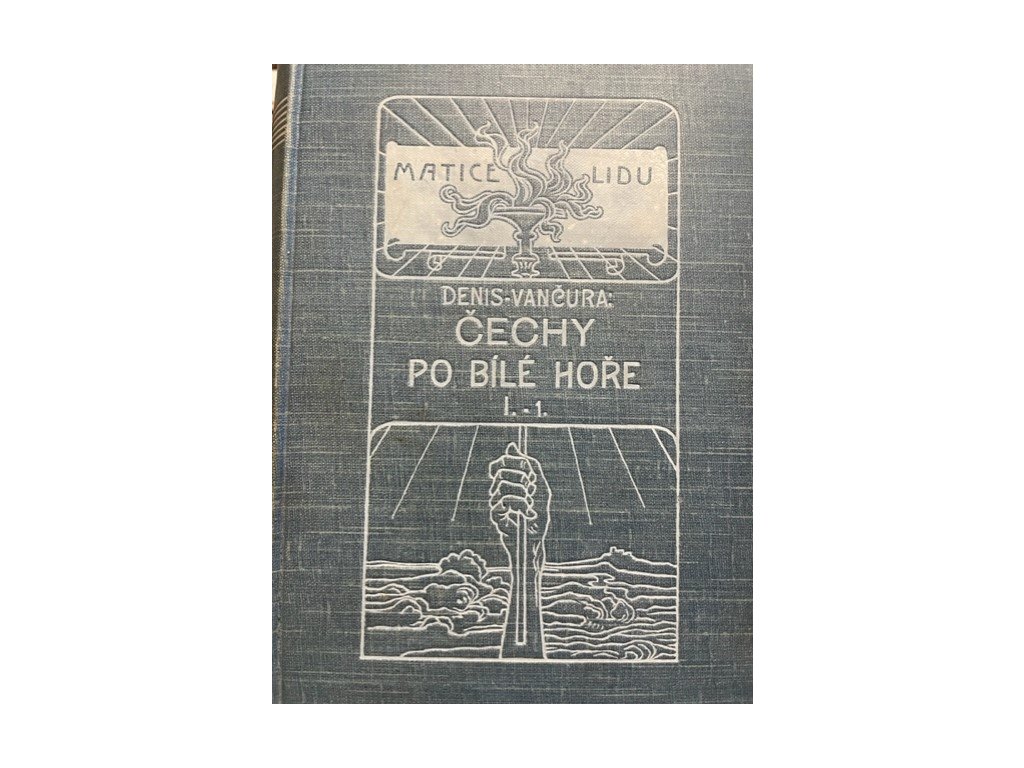 MATICE LIDU
DENIS-VANČURA:
ČECHY
PO BÍLÉ HOŘE
I. - 1.